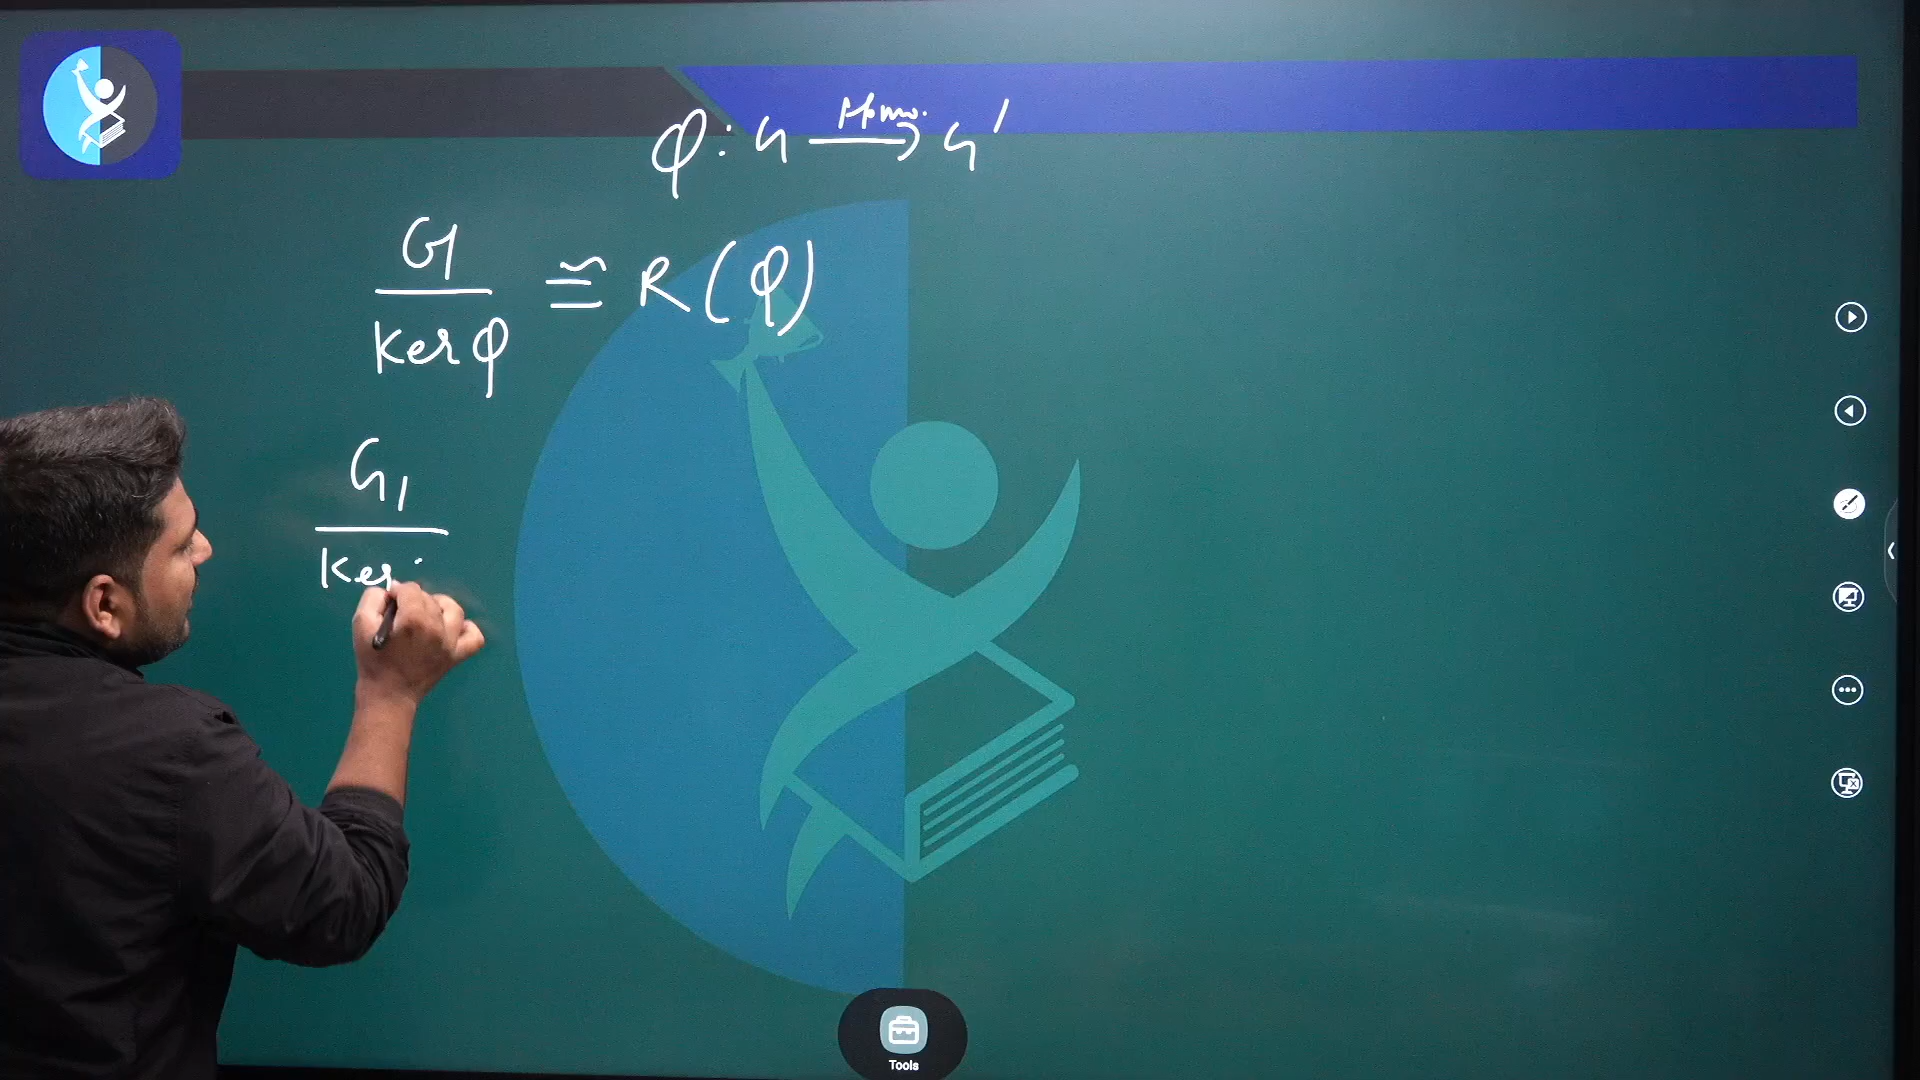 φ: G ⟶ G' Homo.
G / Ker φ ≅ R(φ)
G₁
Ker
Tools